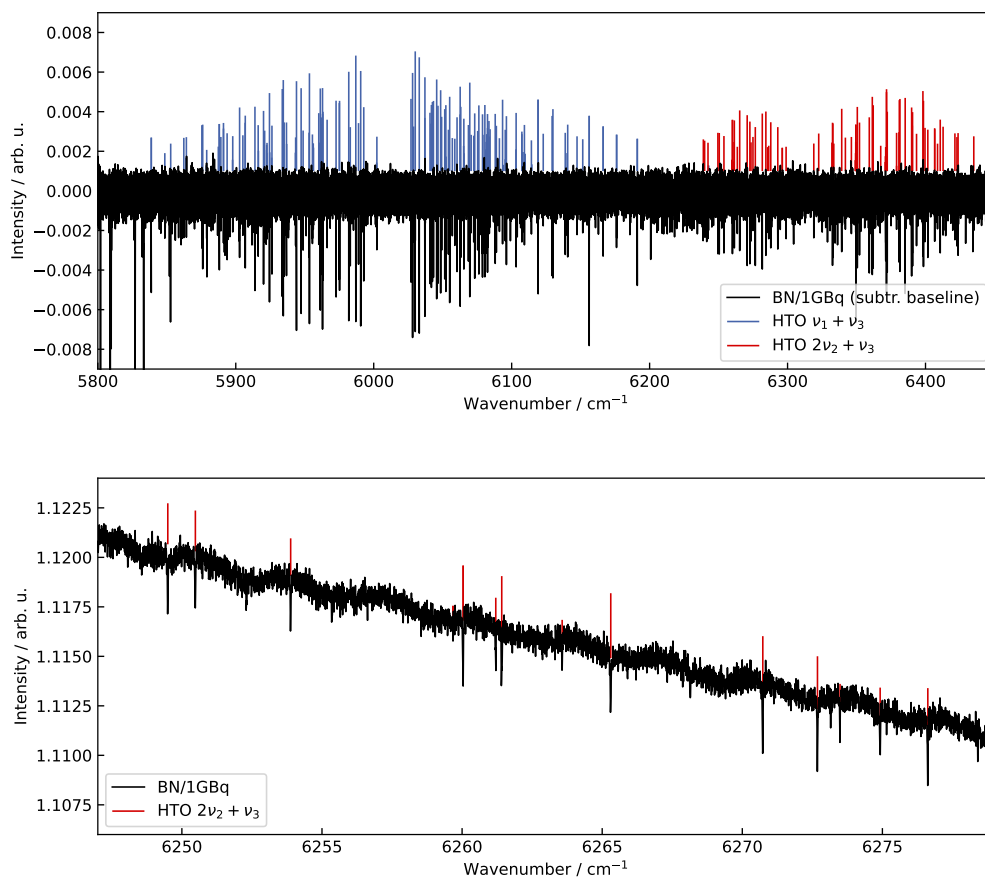 0.008
0.006
0.004
0.002
0.000
−0.002
−0.004
−0.006
−0.008
Intensity / arb. u.
BN/1GBq (subtr. baseline)
HTO ν₁ + ν₃
HTO 2ν₂ + ν₃
5800 5900 6000 6100 6200 6300 6400
Wavenumber / cm⁻¹
1.1225
1.1200
1.1175
1.1150
1.1125
1.1100
1.1075
Intensity / arb. u.
BN/1GBq
HTO 2ν₂ + ν₃
6250 6255 6260 6265 6270 6275
Wavenumber / cm⁻¹